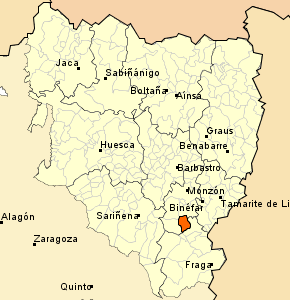 Jaca
Sabiñánigo
Boltaña
Aínsa
Graus
Huesca
Benabarre
Barbastro
Monzón
Tamarite de Li
Binéfar
Sariñena
Alagón
Zaragoza
Fraga
Quinto